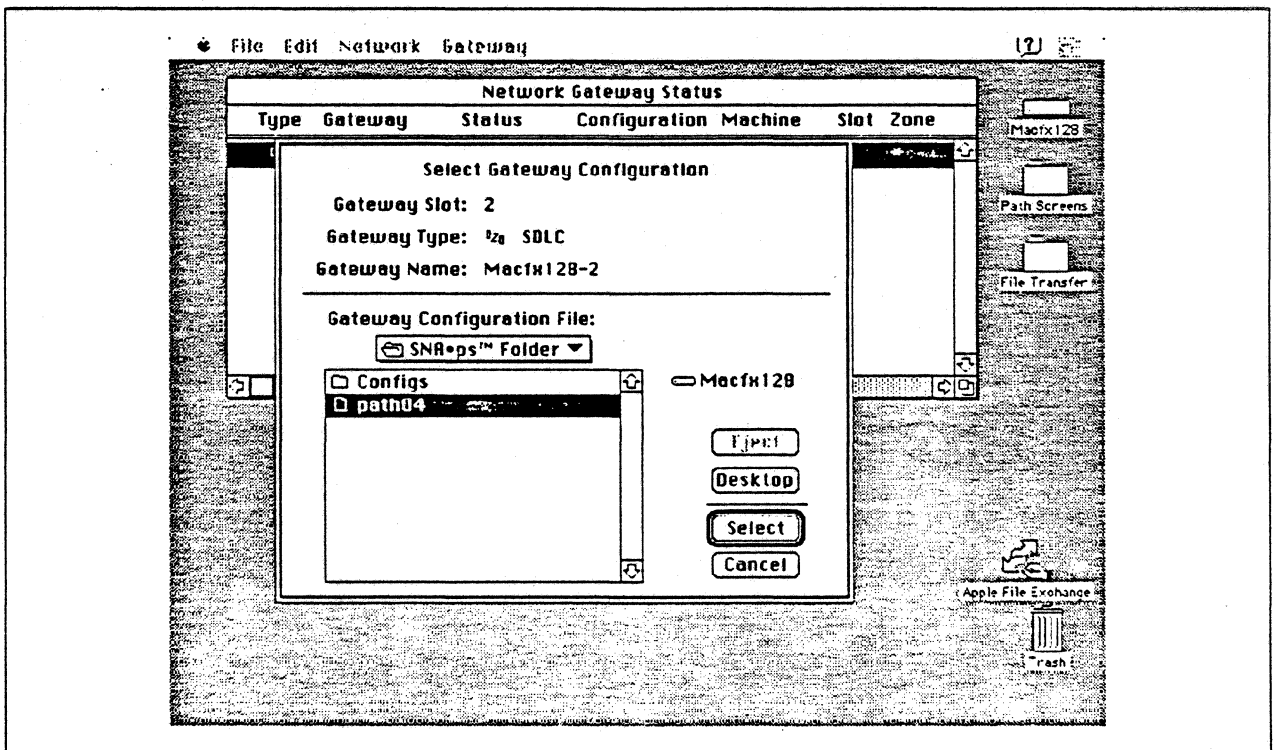 File Edit Network Gateway
Network Gateway Status
Type Gateway Status Configuration Machine Slot Zone
Macfx128
Select Gateway Configuration
Gateway Slot: 2
Path Screens
Gateway Type: SDLC
Gateway Name: Macfx128-2
File Transfer
Gateway Configuration File:
SNA•ps™ Folder
Configs
Macfx128
path04
Eject
Desktop
Select
Cancel
Apple File Exchange
Trash